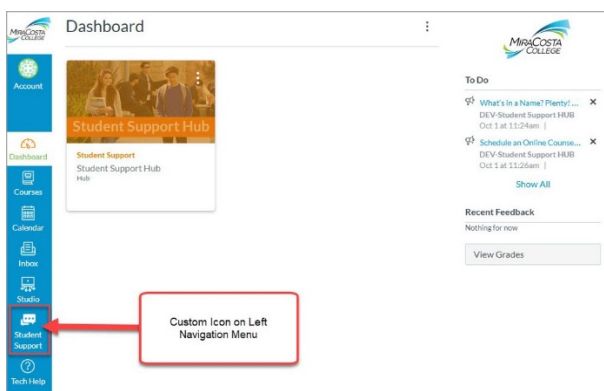 MIRACOSTA
COLLEGE
Account
Dashboard
Courses
Calendar
Inbox
Studio
Student
Support
Tech Help
Dashboard
Student Support Hub
Student Support
Student Support Hub
Hub
Custom Icon on Left
Navigation Menu
MIRACOSTA
COLLEGE
To Do
What's in a Name? Plenty! ...
DEV-Student Support HUB
Oct 1 at 11:24am |
Schedule an Online Counse...
DEV-Student Support HUB
Oct 1 at 11:26am |
Show All
Recent Feedback
Nothing for now
View Grades